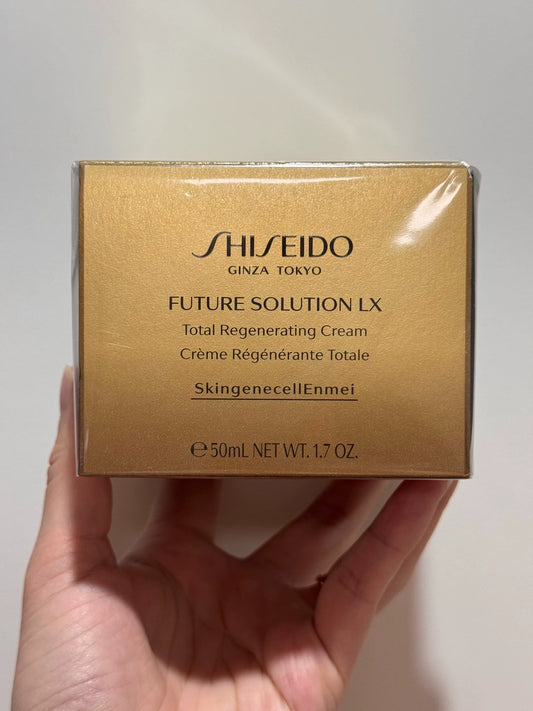 SHISEIDO
GINZA TOKYO
FUTURE SOLUTION LX
Total Regenerating Cream
Crème Régénérante Totale
SkingenecellEnmei
℮50mL NET WT. 1.7 OZ.